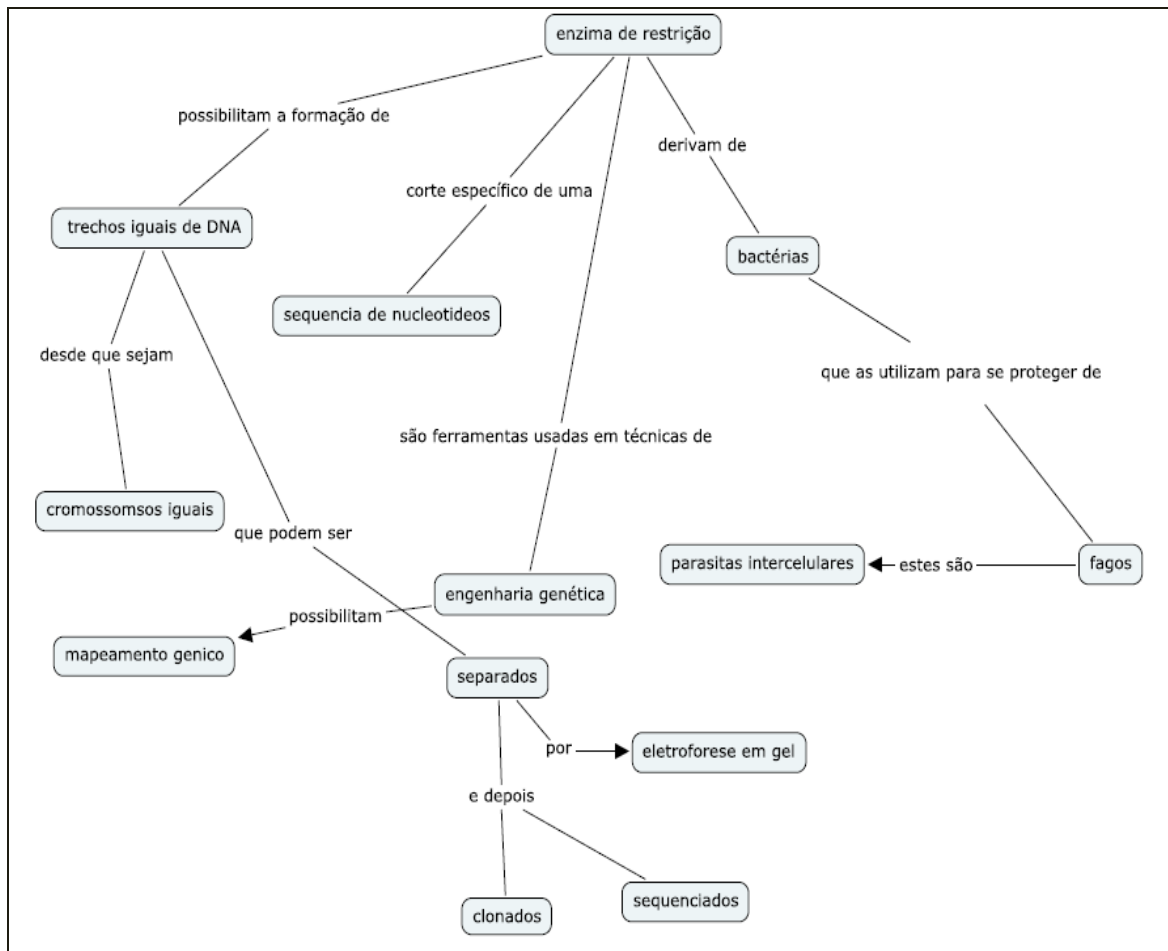 enzima de restrição
possibilitam a formação de
derivam de
corte específico de uma
trechos iguais de DNA
bactérias
sequencia de nucleotideos
desde que sejam
que as utilizam para se proteger de
são ferramentas usadas em técnicas de
cromossomsos iguais
que podem ser
parasitas intercelulares
estes são
fagos
engenharia genética
possibilitam
mapeamento genico
separados
por
eletroforese em gel
e depois
sequenciados
clonados